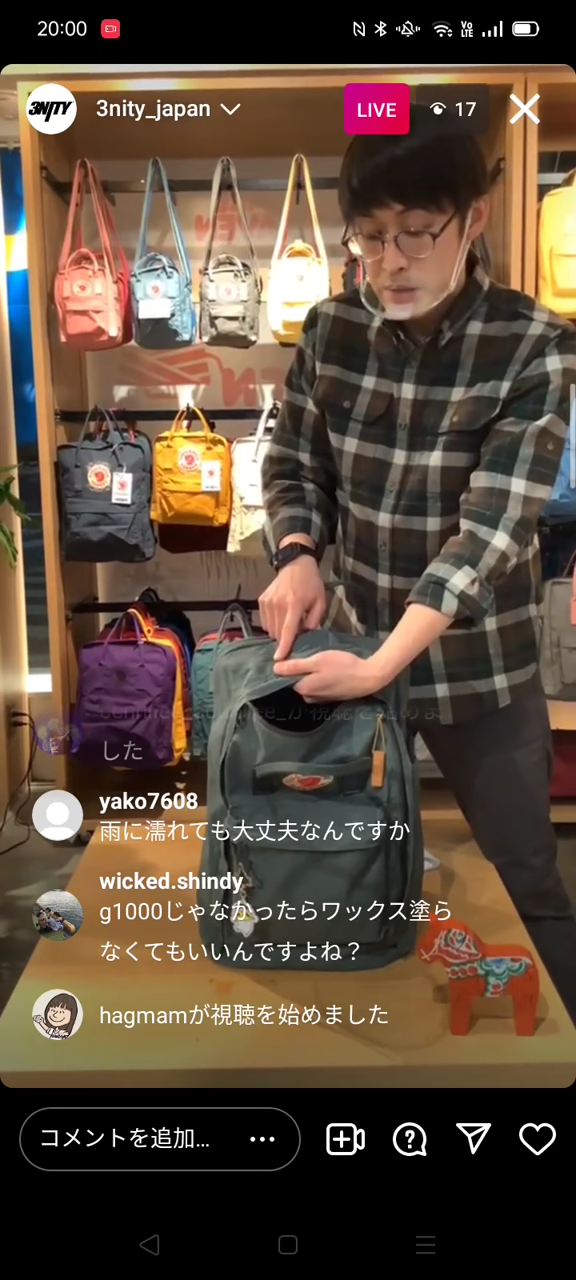 20:00
VoLTE
3NITY
3nity_japan
LIVE
17
した
yako7608
雨に濡れても大丈夫なんですか
wicked.shindy
g1000じゃなかったらワックス塗ら
なくてもいいんですよね？
hagmamが視聴を始めました
コメントを追加...